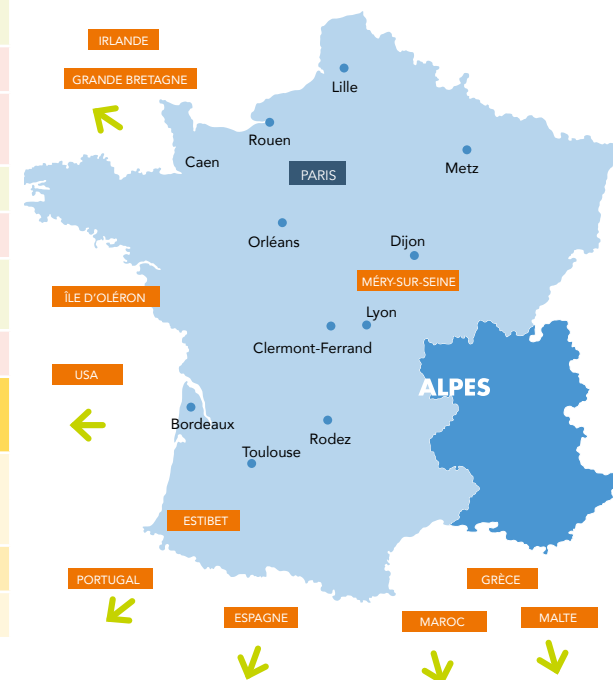 IRLANDE
GRANDE BRETAGNE
Lille
Rouen
Caen
Metz
PARIS
Orléans
Dijon
MÉRY-SUR-SEINE
ÎLE D'OLÉRON
Lyon
Clermont-Ferrand
USA
ALPES
Bordeaux
Rodez
Toulouse
ESTIBET
PORTUGAL
GRÈCE
ESPAGNE
MAROC
MALTE